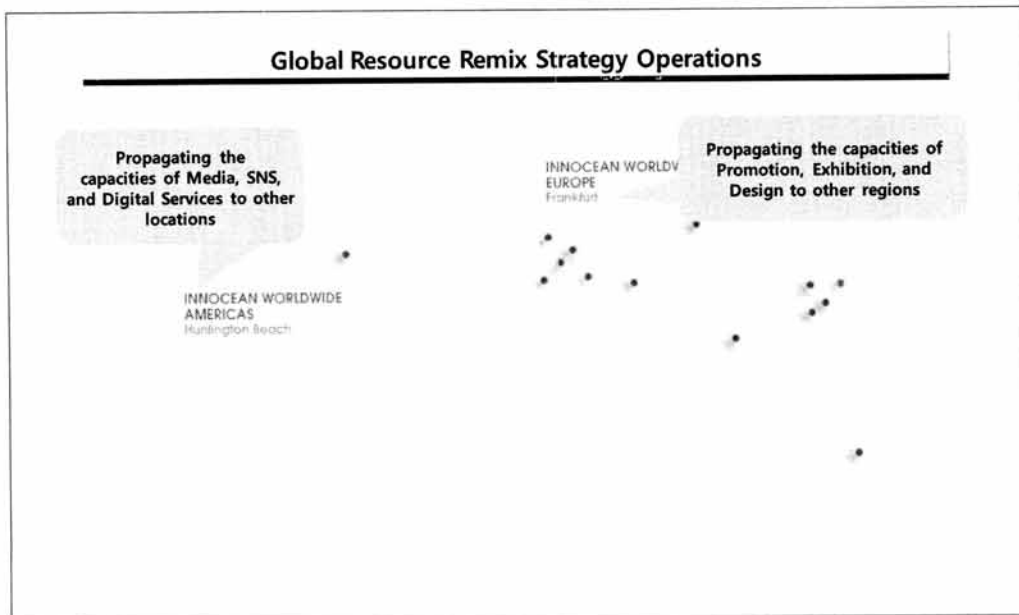 Global Resource Remix Strategy Operations
Propagating the
capacities of Media, SNS,
and Digital Services to other
locations
INNOCEAN WORLDWIDE
AMERICAS
Huntington Beach
INNOCEAN WORLDV
EUROPE
Frankfurt
Propagating the capacities of
Promotion, Exhibition, and
Design to other regions